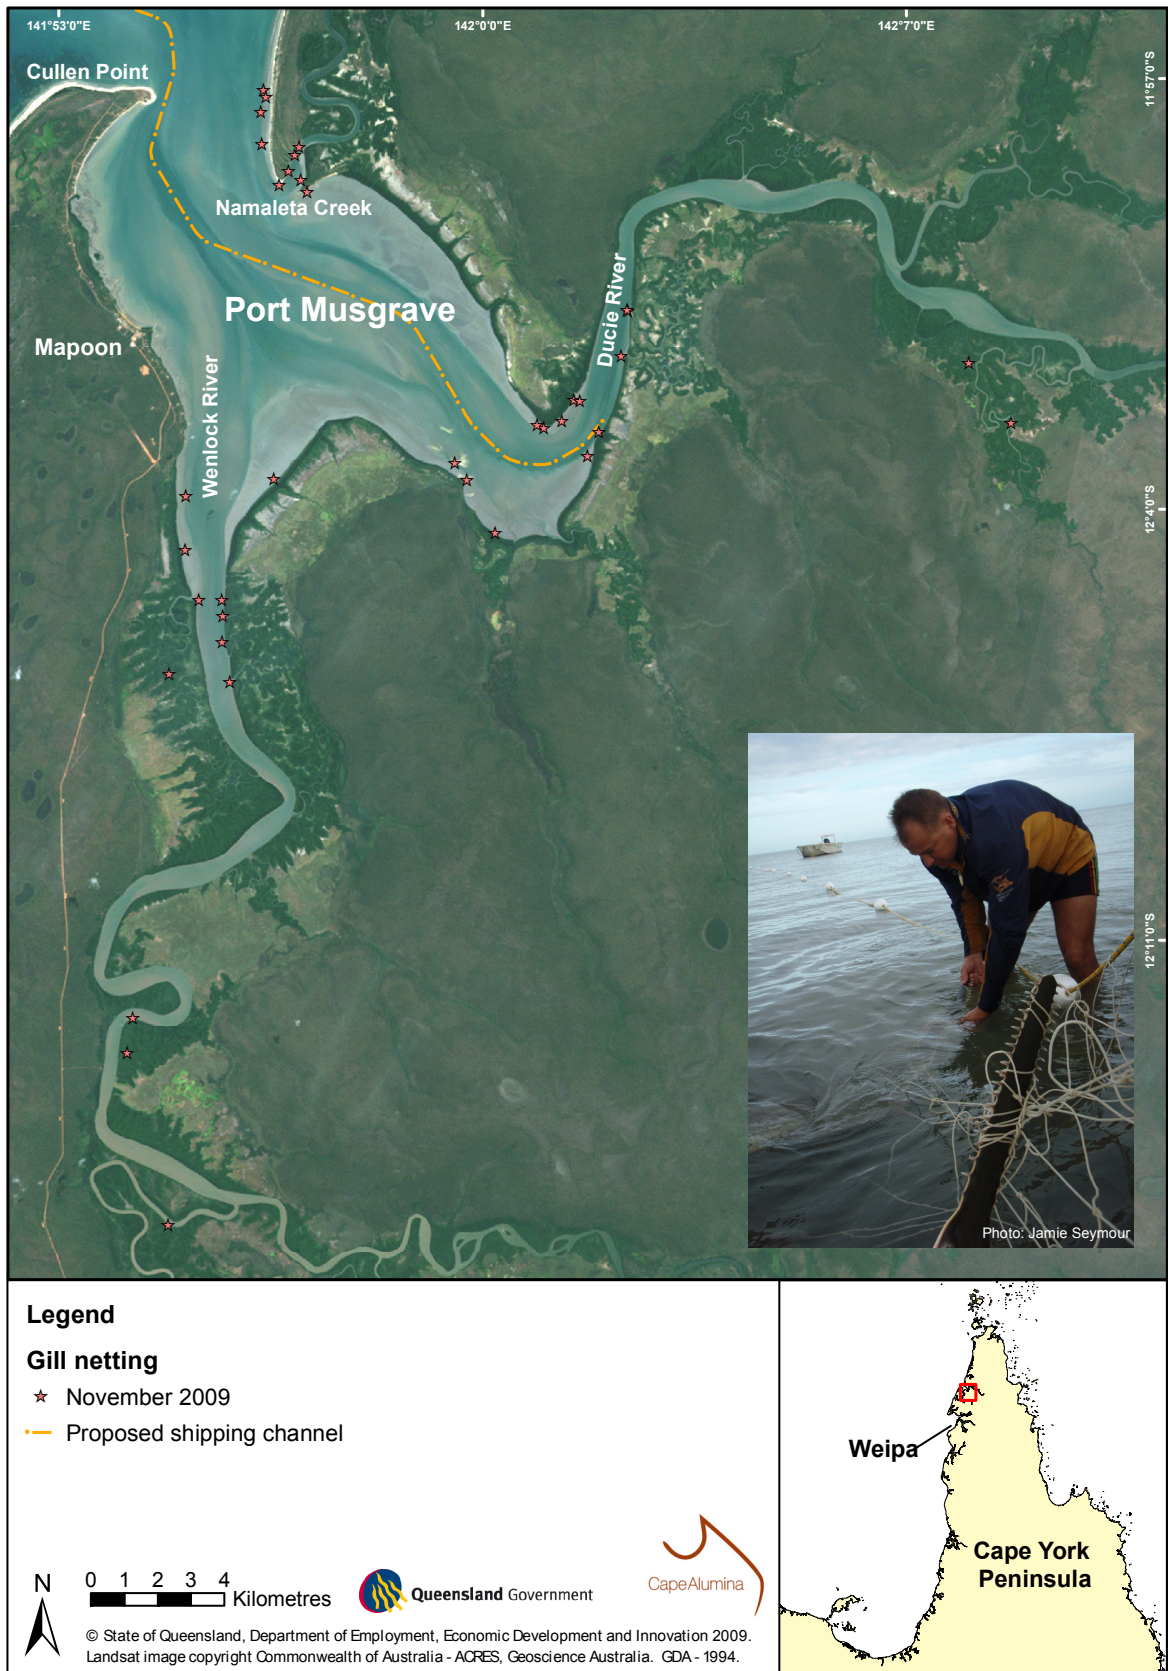 141°53'0"E
142°0'0"E
142°7'0"E
11°57'0"S
Cullen Point
Namaleta Creek
Port Musgrave
Ducie River
Mapoon
Wenlock River
12°4'0"S
12°11'0"S
Photo: Jamie Seymour
Legend
Gill netting
November 2009
Proposed shipping channel
N
0 1 2 3 4
Kilometres
Queensland Government
CapeAlumina
© State of Queensland, Department of Employment, Economic Development and Innovation 2009.
Landsat image copyright Commonwealth of Australia - ACRES, Geoscience Australia. GDA - 1994.
Weipa
Cape York
Peninsula